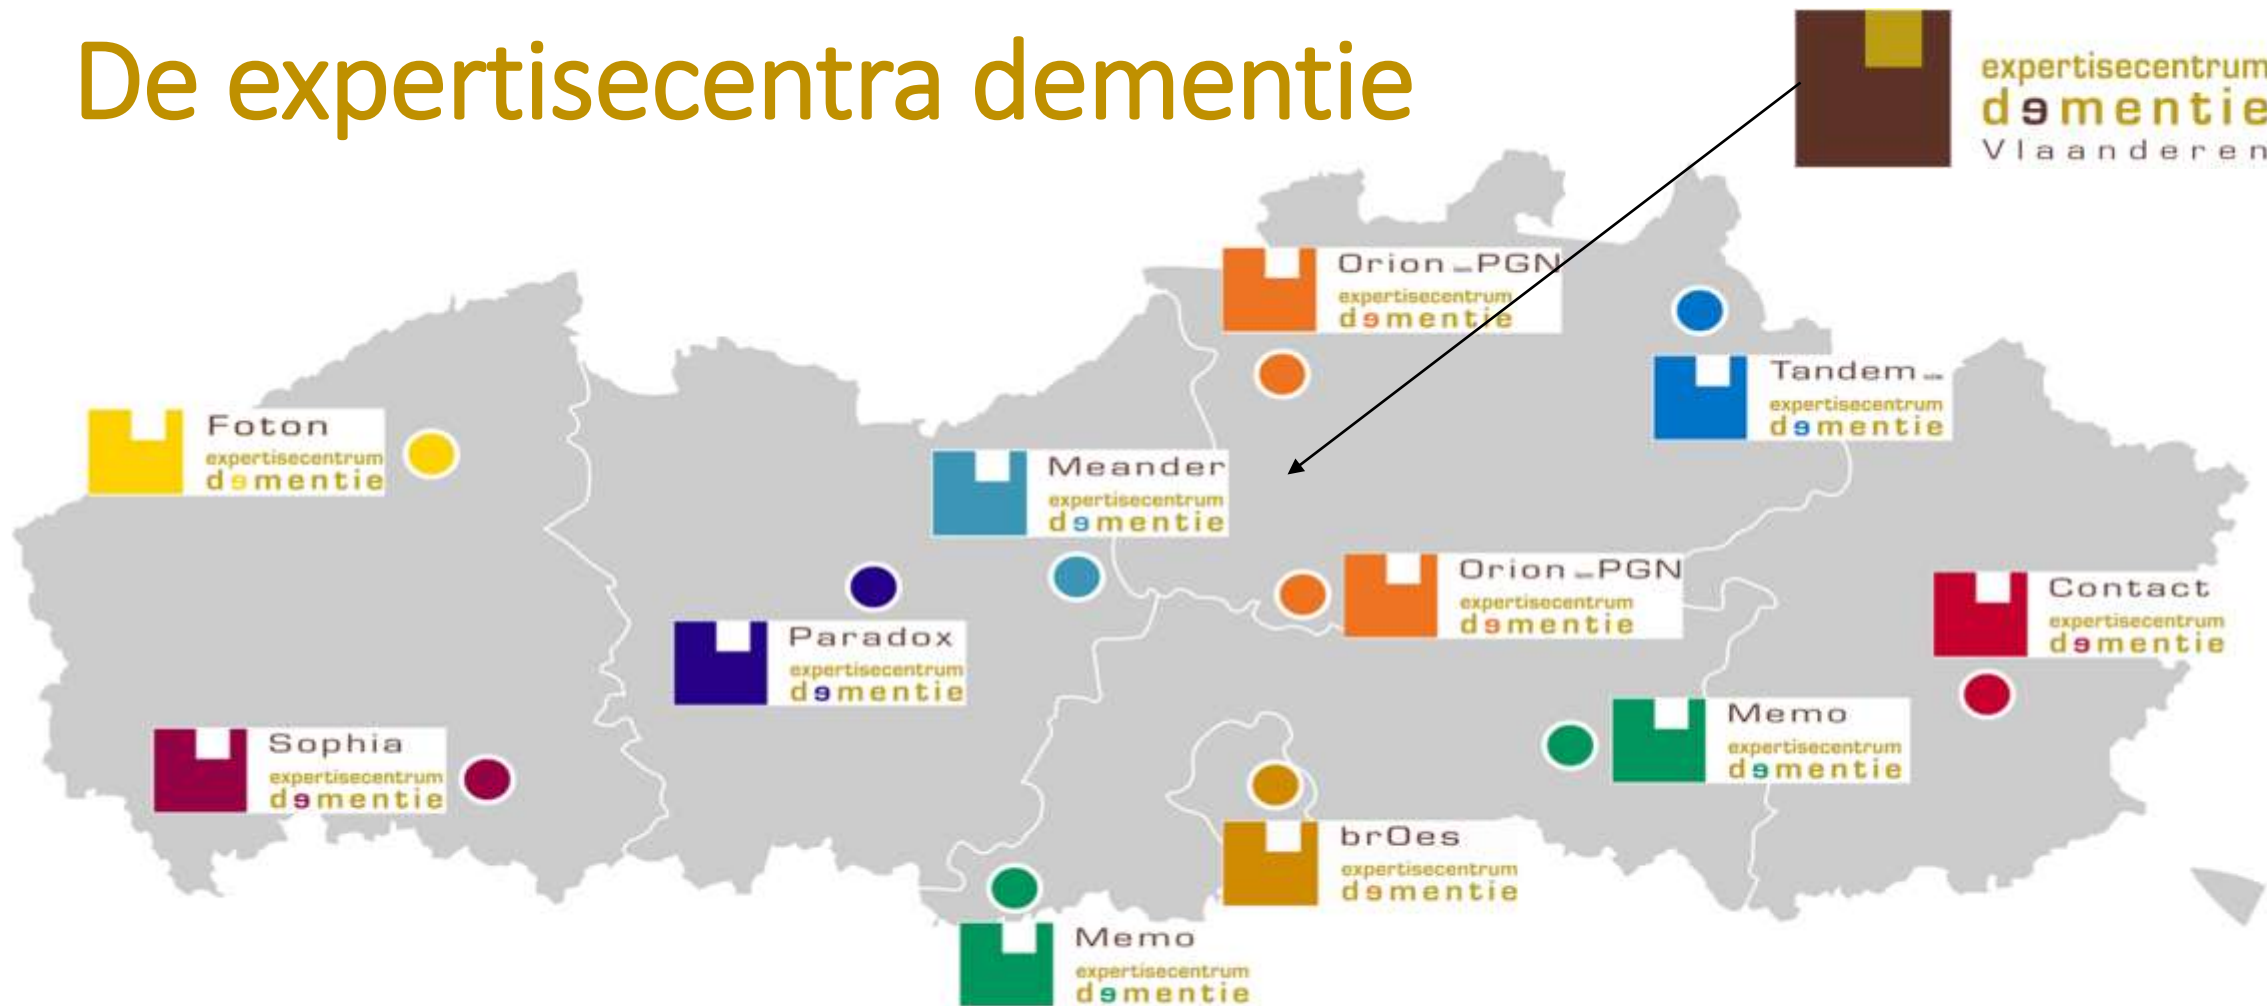 De expertisecentra dementie
expertisecentrum
dementie
Vlaanderen
Orion PGN
expertisecentrum
dementie
Tandem
expertisecentrum
dementie
Foton
expertisecentrum
dementie
Meander
expertisecentrum
dementie
Orion PGN
expertisecentrum
dementie
Contact
expertisecentrum
dementie
Paradox
expertisecentrum
dementie
Memo
expertisecentrum
dementie
Sophia
expertisecentrum
dementie
brOes
expertisecentrum
dementie
Memo
expertisecentrum
dementie